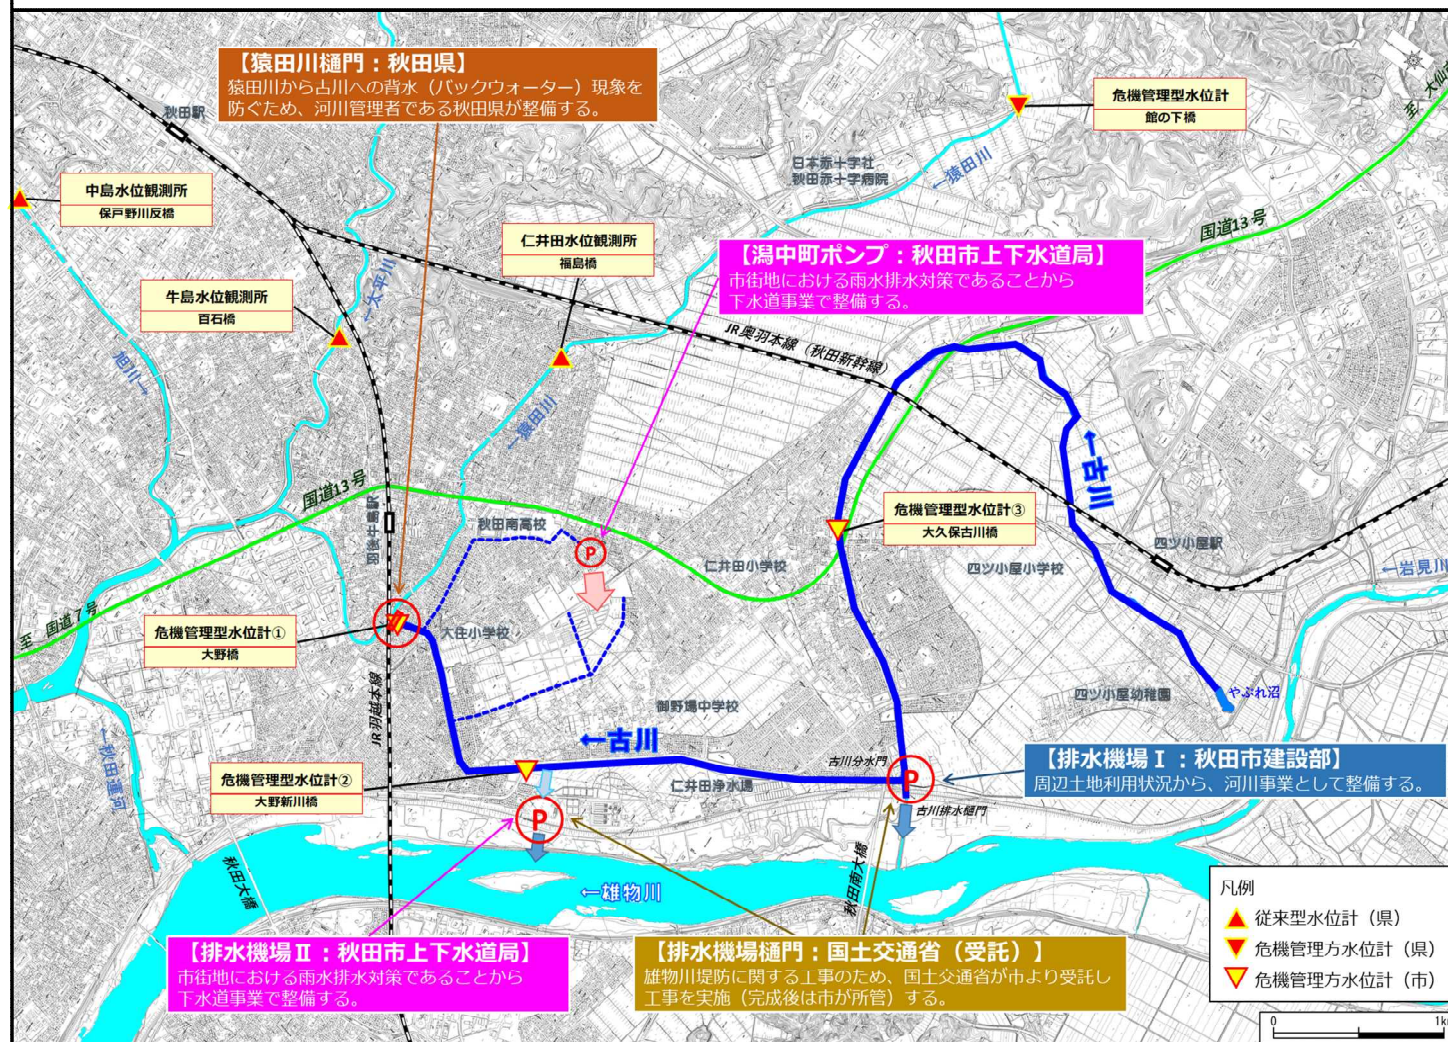 【猿田川樋門：秋田県】
猿田川から古川への背水（バックウォーター）現象を
防ぐため、河川管理者である秋田県が整備する。
秋田駅
危機管理型水位計
館の下橋
至 大仙市
日本赤十字社
秋田赤十字病院
←猿田川
中島水位観測所
保戸野川反橋
国道13号
仁井田水位観測所
福島橋
【潟中町ポンプ：秋田市上下水道局】
市街地における雨水排水対策であることから
下水道事業で整備する。
←太平川
牛島水位観測所
百石橋
JR奥羽本線（秋田新幹線）
旭川→
←猿田川
←古川
国道13号
羽後牛島駅
秋田南高校
P
危機管理型水位計③
大久保古川橋
仁井田小学校
四ツ小屋小学校
四ツ小屋駅
←岩見川
至 国道7号
危機管理型水位計①
大野橋
大住小学校
四ツ小屋幼稚園
やぶれ沼
御野場中学校
JR羽越本線
←古川
古川分水門
【排水機場Ⅰ：秋田市建設部】
周辺土地利用状況から、河川事業として整備する。
←秋田運河
危機管理型水位計②
大野新川橋
仁井田浄水場
P
古川排水樋門
P
秋田大橋
←雄物川
秋田南大橋
【排水機場Ⅱ：秋田市上下水道局】
市街地における雨水排水対策であることから
下水道事業で整備する。
【排水機場樋門：国土交通省（受託）】
雄物川堤防に関する工事のため、国土交通省が市より受託し
工事を実施（完成後は市が所管）する。
凡例
従来型水位計（県）
危機管理方水位計（県）
危機管理方水位計（市）
0
1k